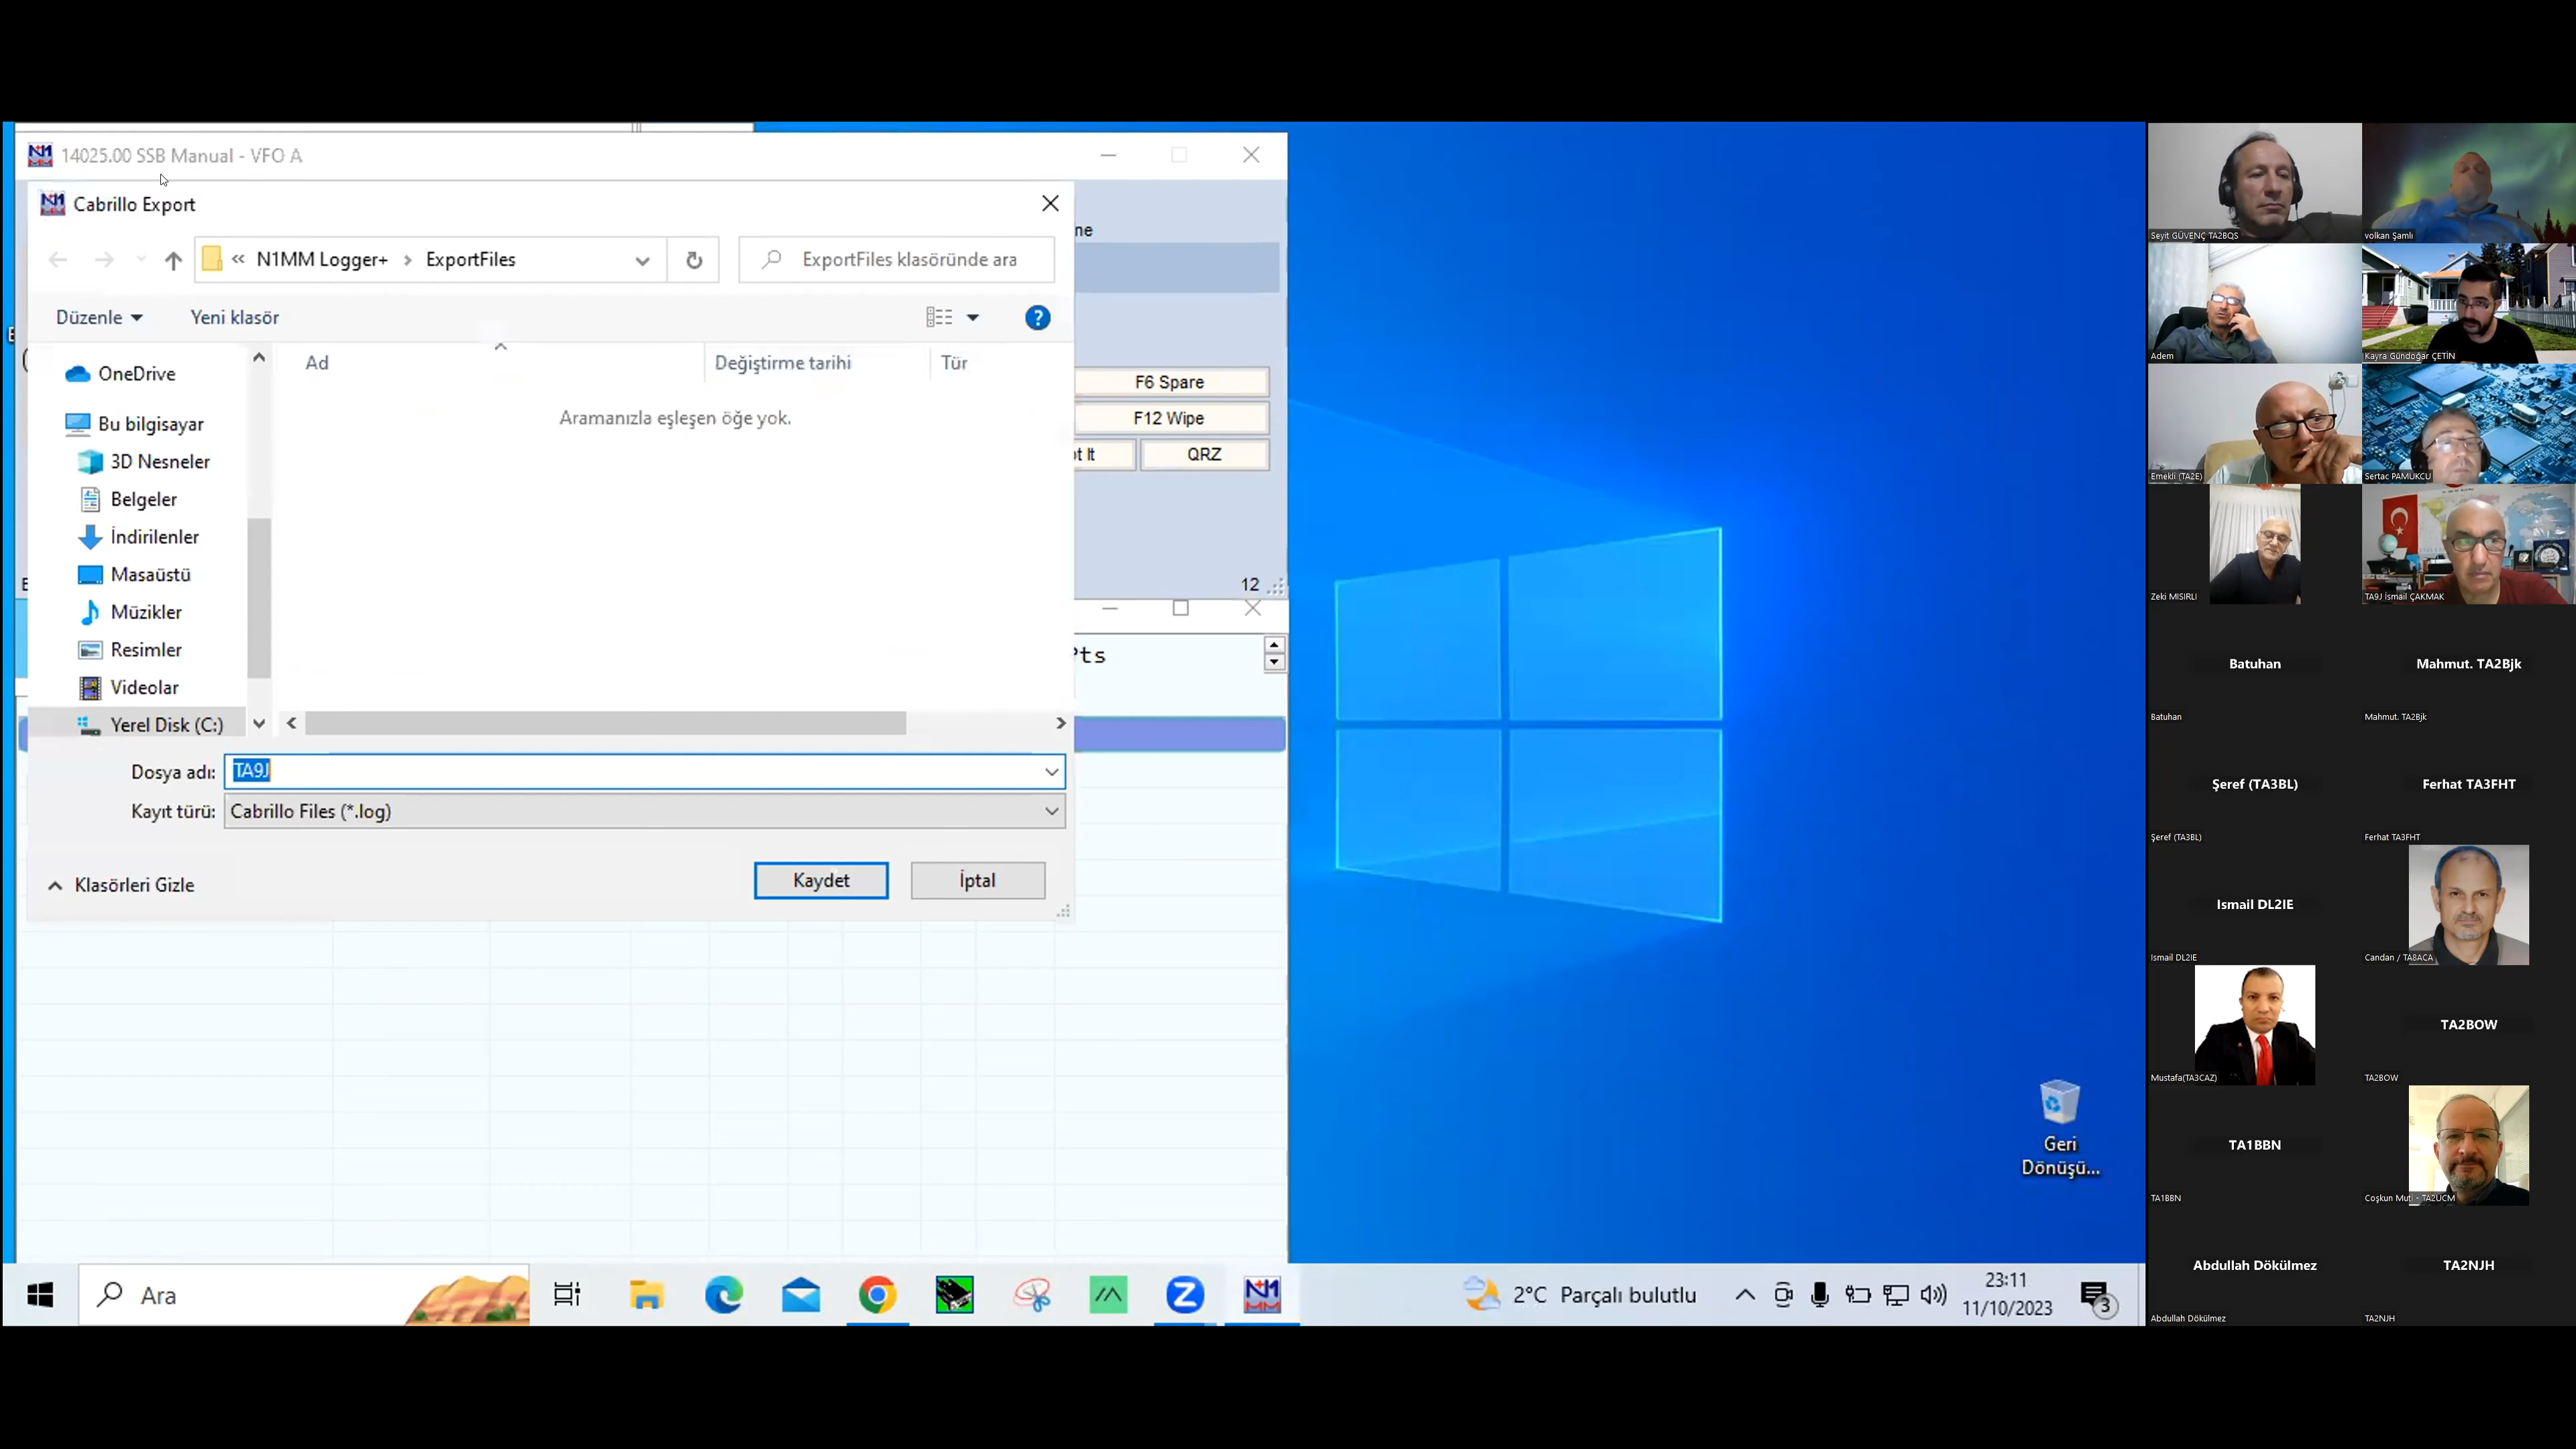 14025.00 SSB Manual - VFO A
Cabrillo Export
« N1MM Logger+ › ExportFiles
ExportFiles klasöründe ara
Düzenle
Yeni klasör
Ad
Değiştirme tarihi
Tür
Aramanızla eşleşen öğe yok.
OneDrive
Bu bilgisayar
3D Nesneler
Belgeler
İndirilenler
Masaüstü
Müzikler
Resimler
Videolar
Yerel Disk (C:)
Dosya adı:
TA9J
Kayıt türü:
Cabrillo Files (*.log)
Klasörleri Gizle
Kaydet
İptal
ne
F6 Spare
F12 Wipe
ot It
QRZ
12
Pts
Geri
Dönüşü...
Ara
2°C Parçalı bulutlu
23:11
11/10/2023
3
Seyit GÜVENÇ TA2BQS
volkan Şamlı
Adem
Kayra Gündoğar ÇETİN
Emekli (TA2E)
Sertac PAMUKCU
Zeki MISIRLI
TA9J İsmail ÇAKMAK
Batuhan
Batuhan
Mahmut. TA2Bjk
Mahmut. TA2Bjk
Şeref (TA3BL)
Şeref (TA3BL)
Ferhat TA3FHT
Ferhat TA3FHT
Ismail DL2IE
Ismail DL2IE
Candan / TA8ACA
Mustafa(TA3CAZ)
TA2BOW
TA2BOW
TA1BBN
TA1BBN
Coşkun Muti - TA2UCM
Abdullah Dökülmez
Abdullah Dökülmez
TA2NJH
TA2NJH